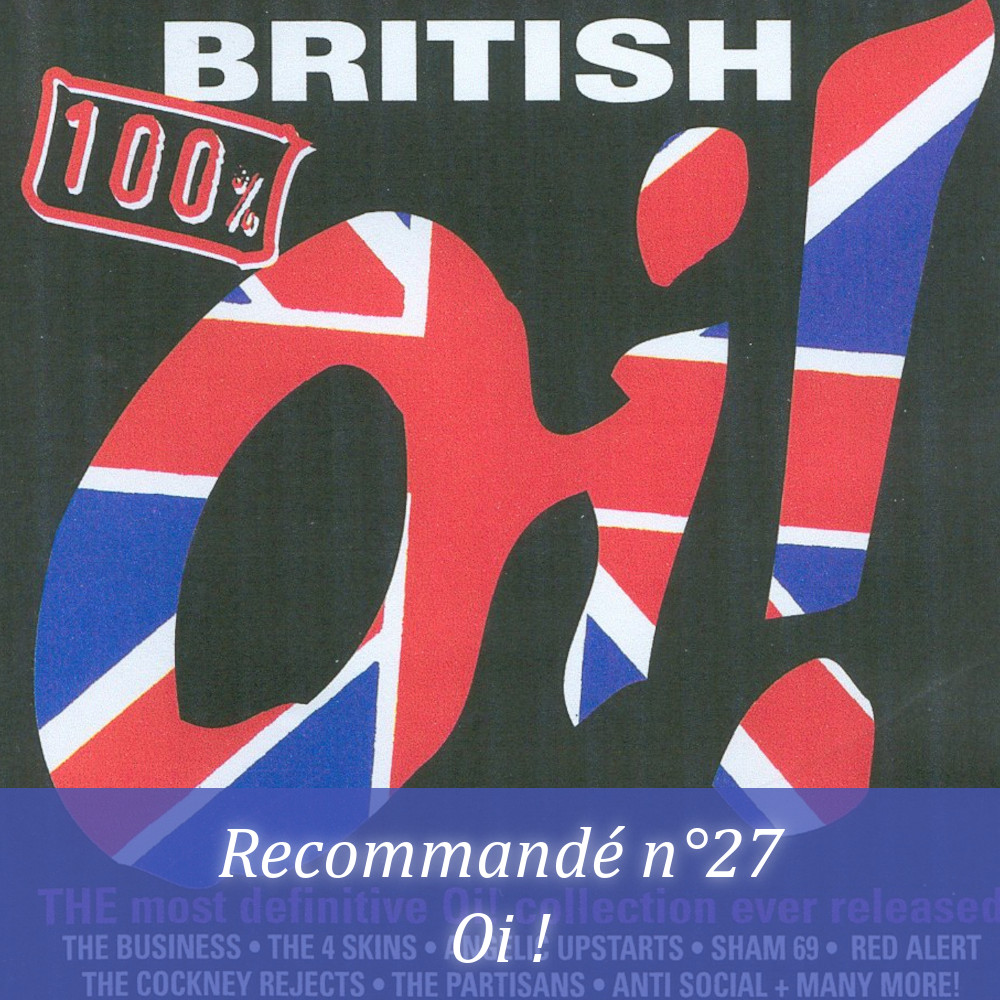 BRITISH
100%
Oi!
Recommandé n°27
Oi !
THE most definitive Oi! collection ever released
THE BUSINESS • THE 4 SKINS • ANGELIC UPSTARTS • SHAM 69 • RED ALERT
THE COCKNEY REJECTS • THE PARTISANS • ANTI SOCIAL + MANY MORE!